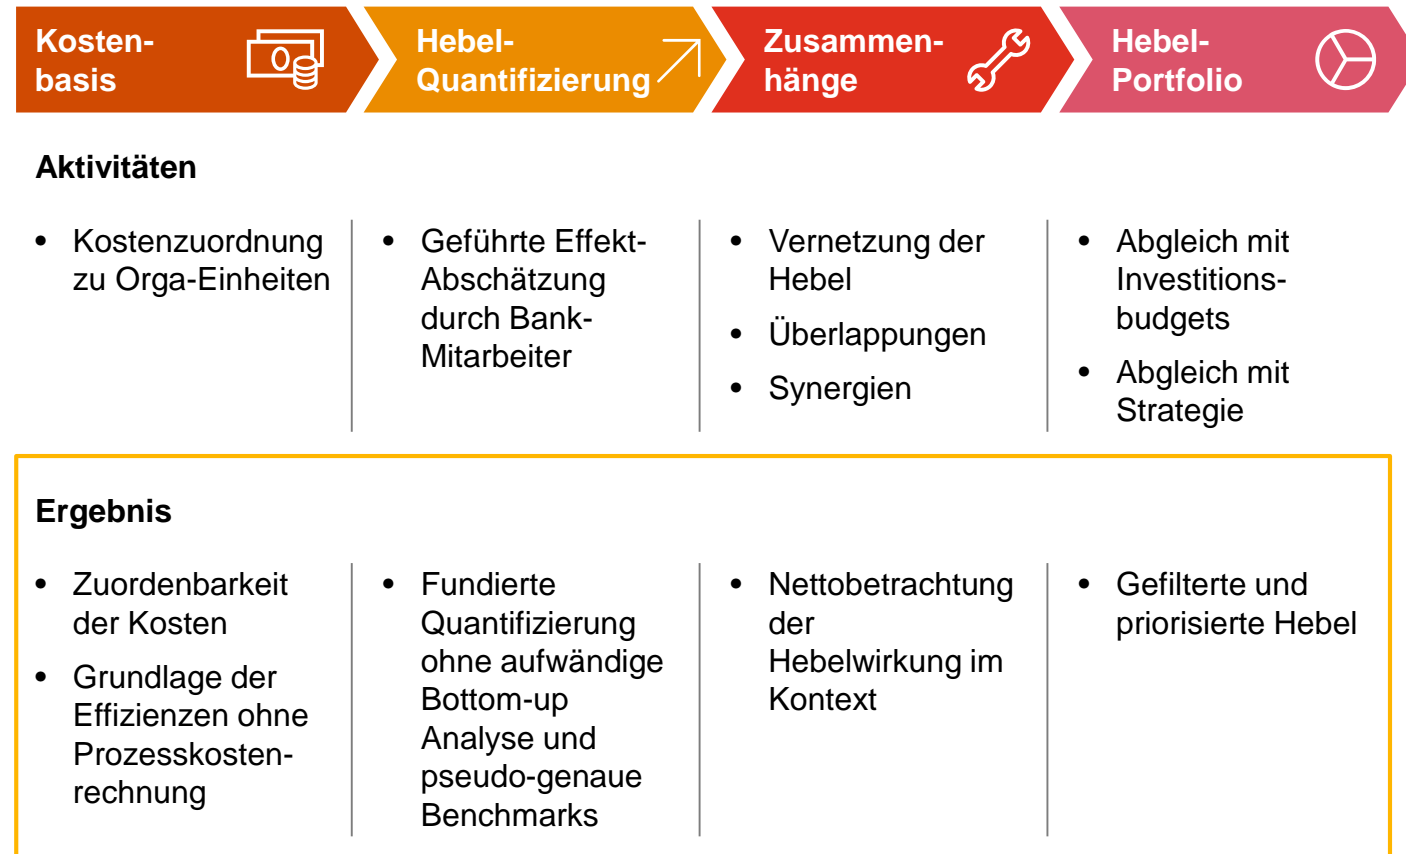 Kosten-
basis
Hebel-
Quantifizierung
Zusammen-
hänge
Hebel-
Portfolio
Aktivitäten
• Kostenzuordnung
zu Orga-Einheiten
• Geführte Effekt-
Abschätzung
durch Bank-
Mitarbeiter
• Vernetzung der
Hebel
• Überlappungen
• Synergien
• Abgleich mit
Investitions-
budgets
• Abgleich mit
Strategie
Ergebnis
• Zuordenbarkeit
der Kosten
• Grundlage der
Effizienzen ohne
Prozesskosten-
rechnung
• Fundierte
Quantifizierung
ohne aufwändige
Bottom-up
Analyse und
pseudo-genaue
Benchmarks
• Nettobetrachtung
der
Hebelwirkung im
Kontext
• Gefilterte und
priorisierte Hebel